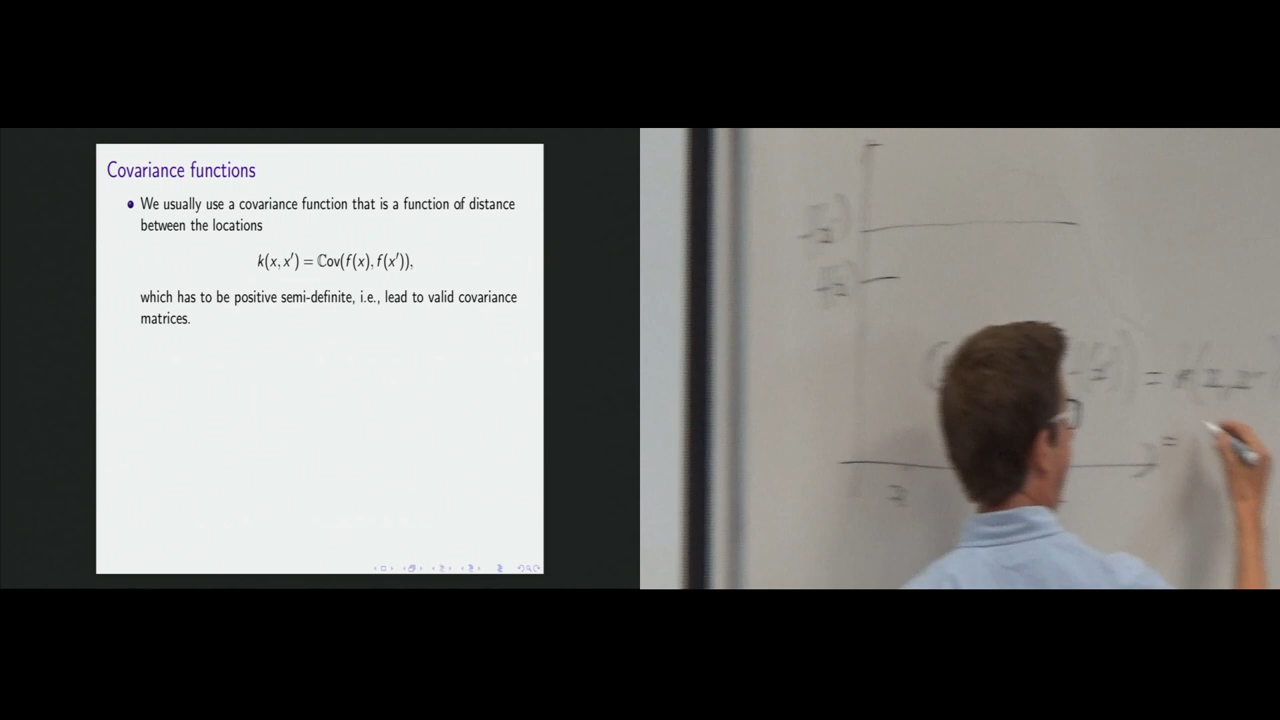 Covariance functions
We usually use a covariance function that is a function of distance
between the locations
k(x, x′) = ℂov(f(x), f(x′)),
which has to be positive semi-definite, i.e., lead to valid covariance
matrices.
f(x)
=
=
x